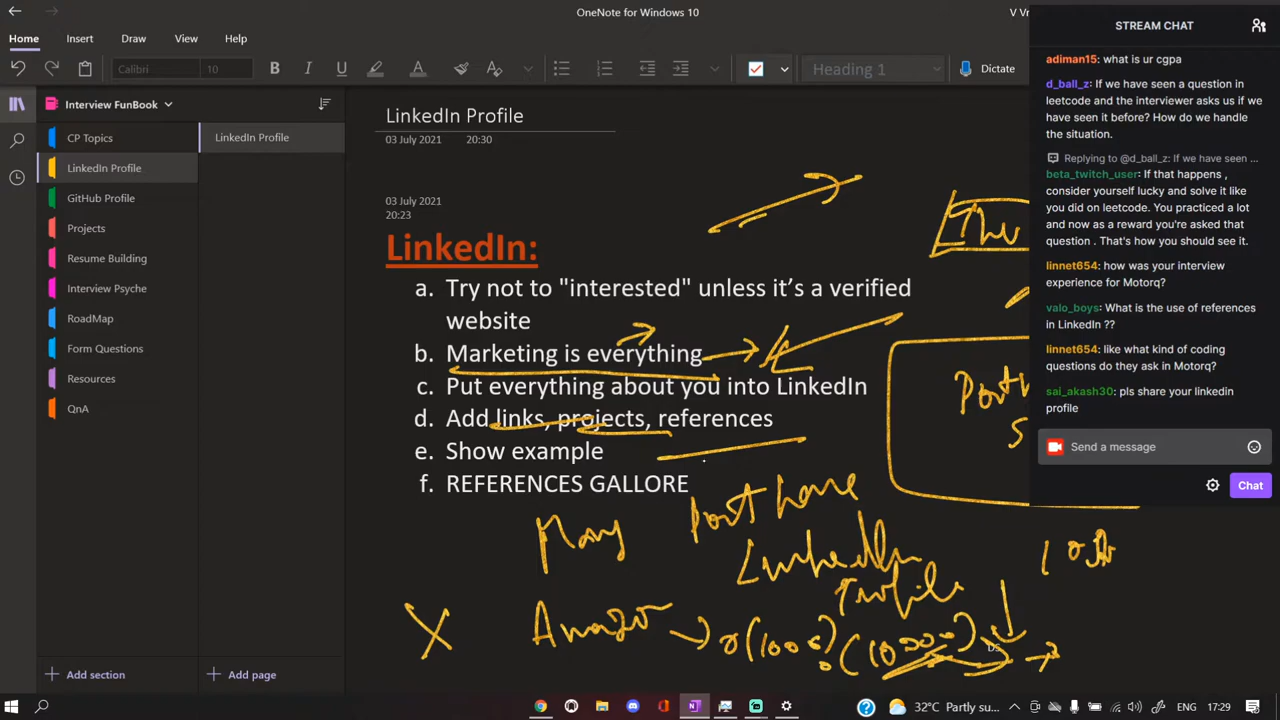 OneNote for Windows 10
V Vr
Home
Insert
Draw
View
Help
Calibri
10
B
I
U
A
Heading 1
Dictate
Interview FunBook
CP Topics
LinkedIn Profile
GitHub Profile
Projects
Resume Building
Interview Psyche
RoadMap
Form Questions
Resources
QnA
Add section
LinkedIn Profile
Add page
LinkedIn Profile
03 July 2021 20:30
03 July 2021
20:23
LinkedIn:
a. Try not to "interested" unless it's a verified
website
b. Marketing is everything
c. Put everything about you into LinkedIn
d. Add links, projects, references
e. Show example
f. REFERENCES GALLORE
The
Many
LinkedIn
Profile
X
Amazon
(10000)
STREAM CHAT
adiman15: what is ur cgpa
d_ball_z: If we have seen a question in
leetcode and the interviewer asks us if we
have seen it before? How do we handle
the situation.
Replying to @d_ball_z: If we have seen ...
beta_twitch_user: If that happens ,
consider yourself lucky and solve it like
you did on leetcode. You practiced a lot
and now as a reward you're asked that
question . That's how you should see it.
linnet654: how was your interview
experience for Motorq?
valo_boys: What is the use of references
in LinkedIn ??
linnet654: like what kind of coding
questions do they ask in Motorq?
sai_akash30: pls share your linkedin
profile
Send a message
Chat
32°C Partly su...
ENG
17:29